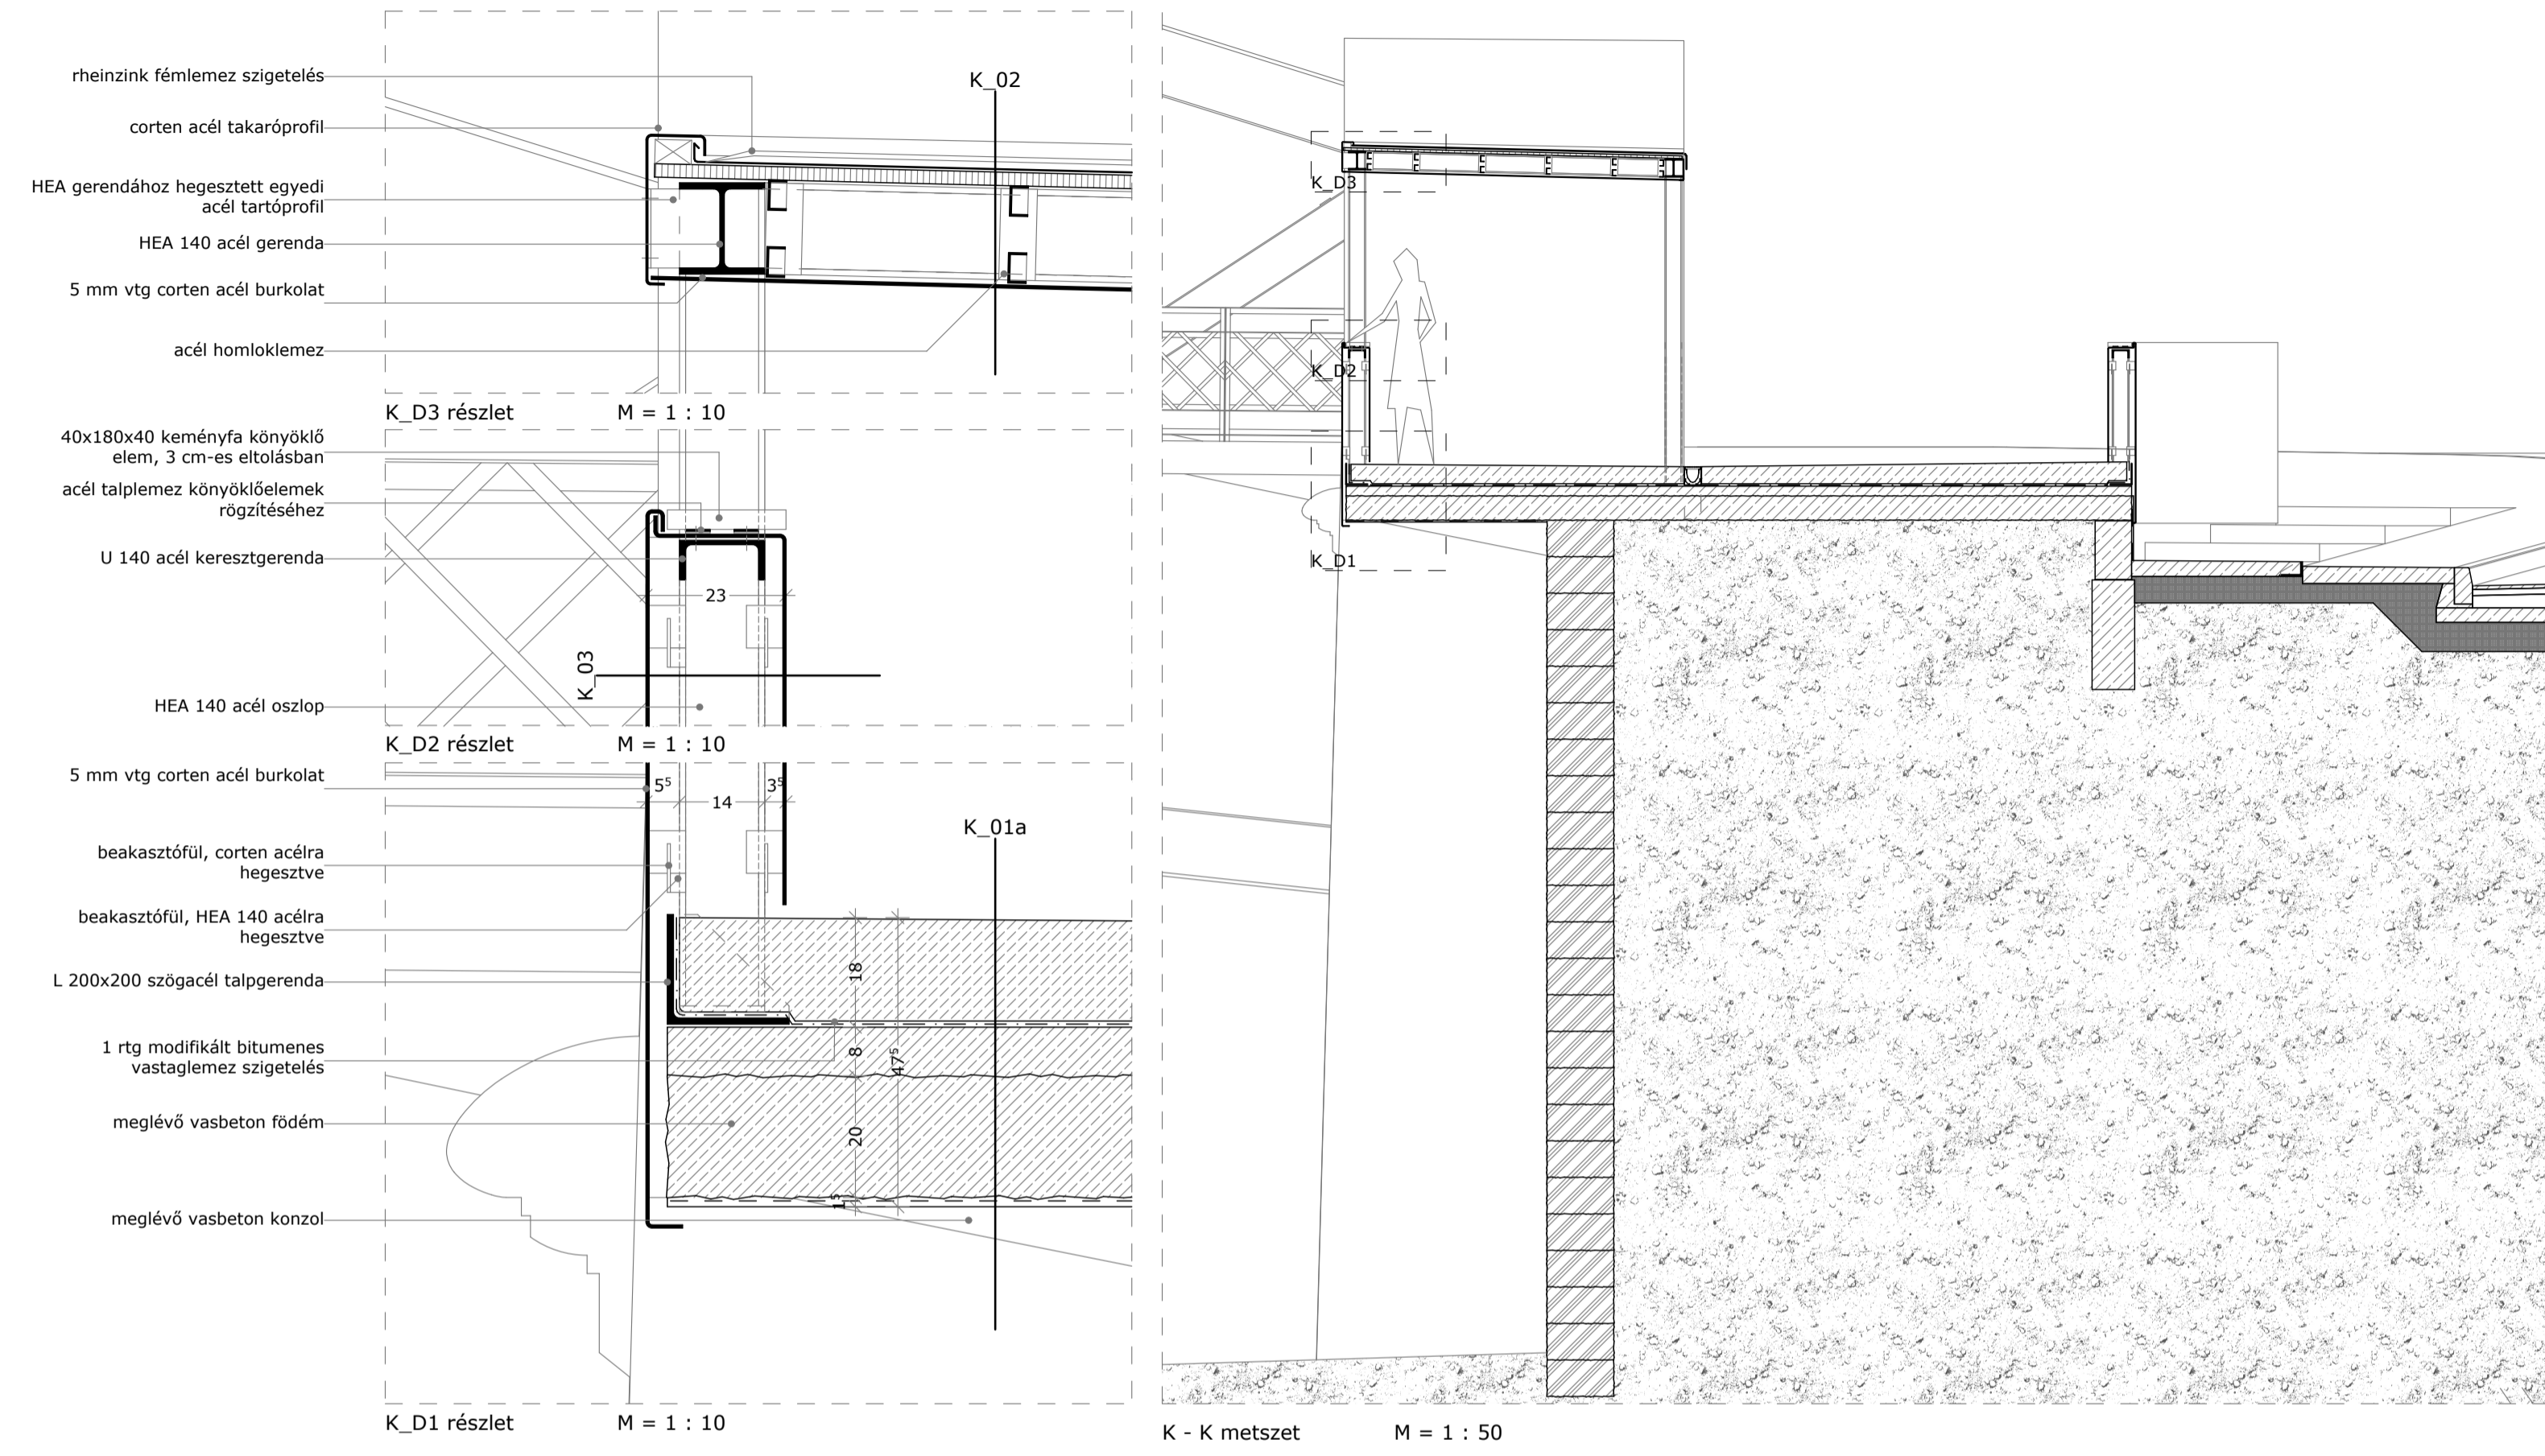 rheinzink fémlemez szigetelés
corten acél takaróprofil
HEA gerendához hegesztett egyedi
acél tartóprofil
HEA 140 acél gerenda
5 mm vtg corten acél burkolat
acél homloklemez
K_02
K_D3 részlet M = 1 : 10
40x180x40 keményfa könyöklő
elem, 3 cm-es eltolásban
acél talplemez könyöklőelemek
rögzítéséhez
U 140 acél keresztgerenda
HEA 140 acél oszlop
23
K_03
K_D2 részlet M = 1 : 10
5 mm vtg corten acél burkolat
beakasztófül, corten acélra
hegesztve
beakasztófül, HEA 140 acélra
hegesztve
L 200x200 szögacél talpgerenda
1 rtg modifikált bitumenes
vastaglemez szigetelés
meglévő vasbeton födém
meglévő vasbeton konzol
5⁵ 14 3⁵
K_01a
18
8
47⁵
20
1⁵
K_D1 részlet M = 1 : 10
K_D3
K_D2
K_D1
K - K metszet M = 1 : 50